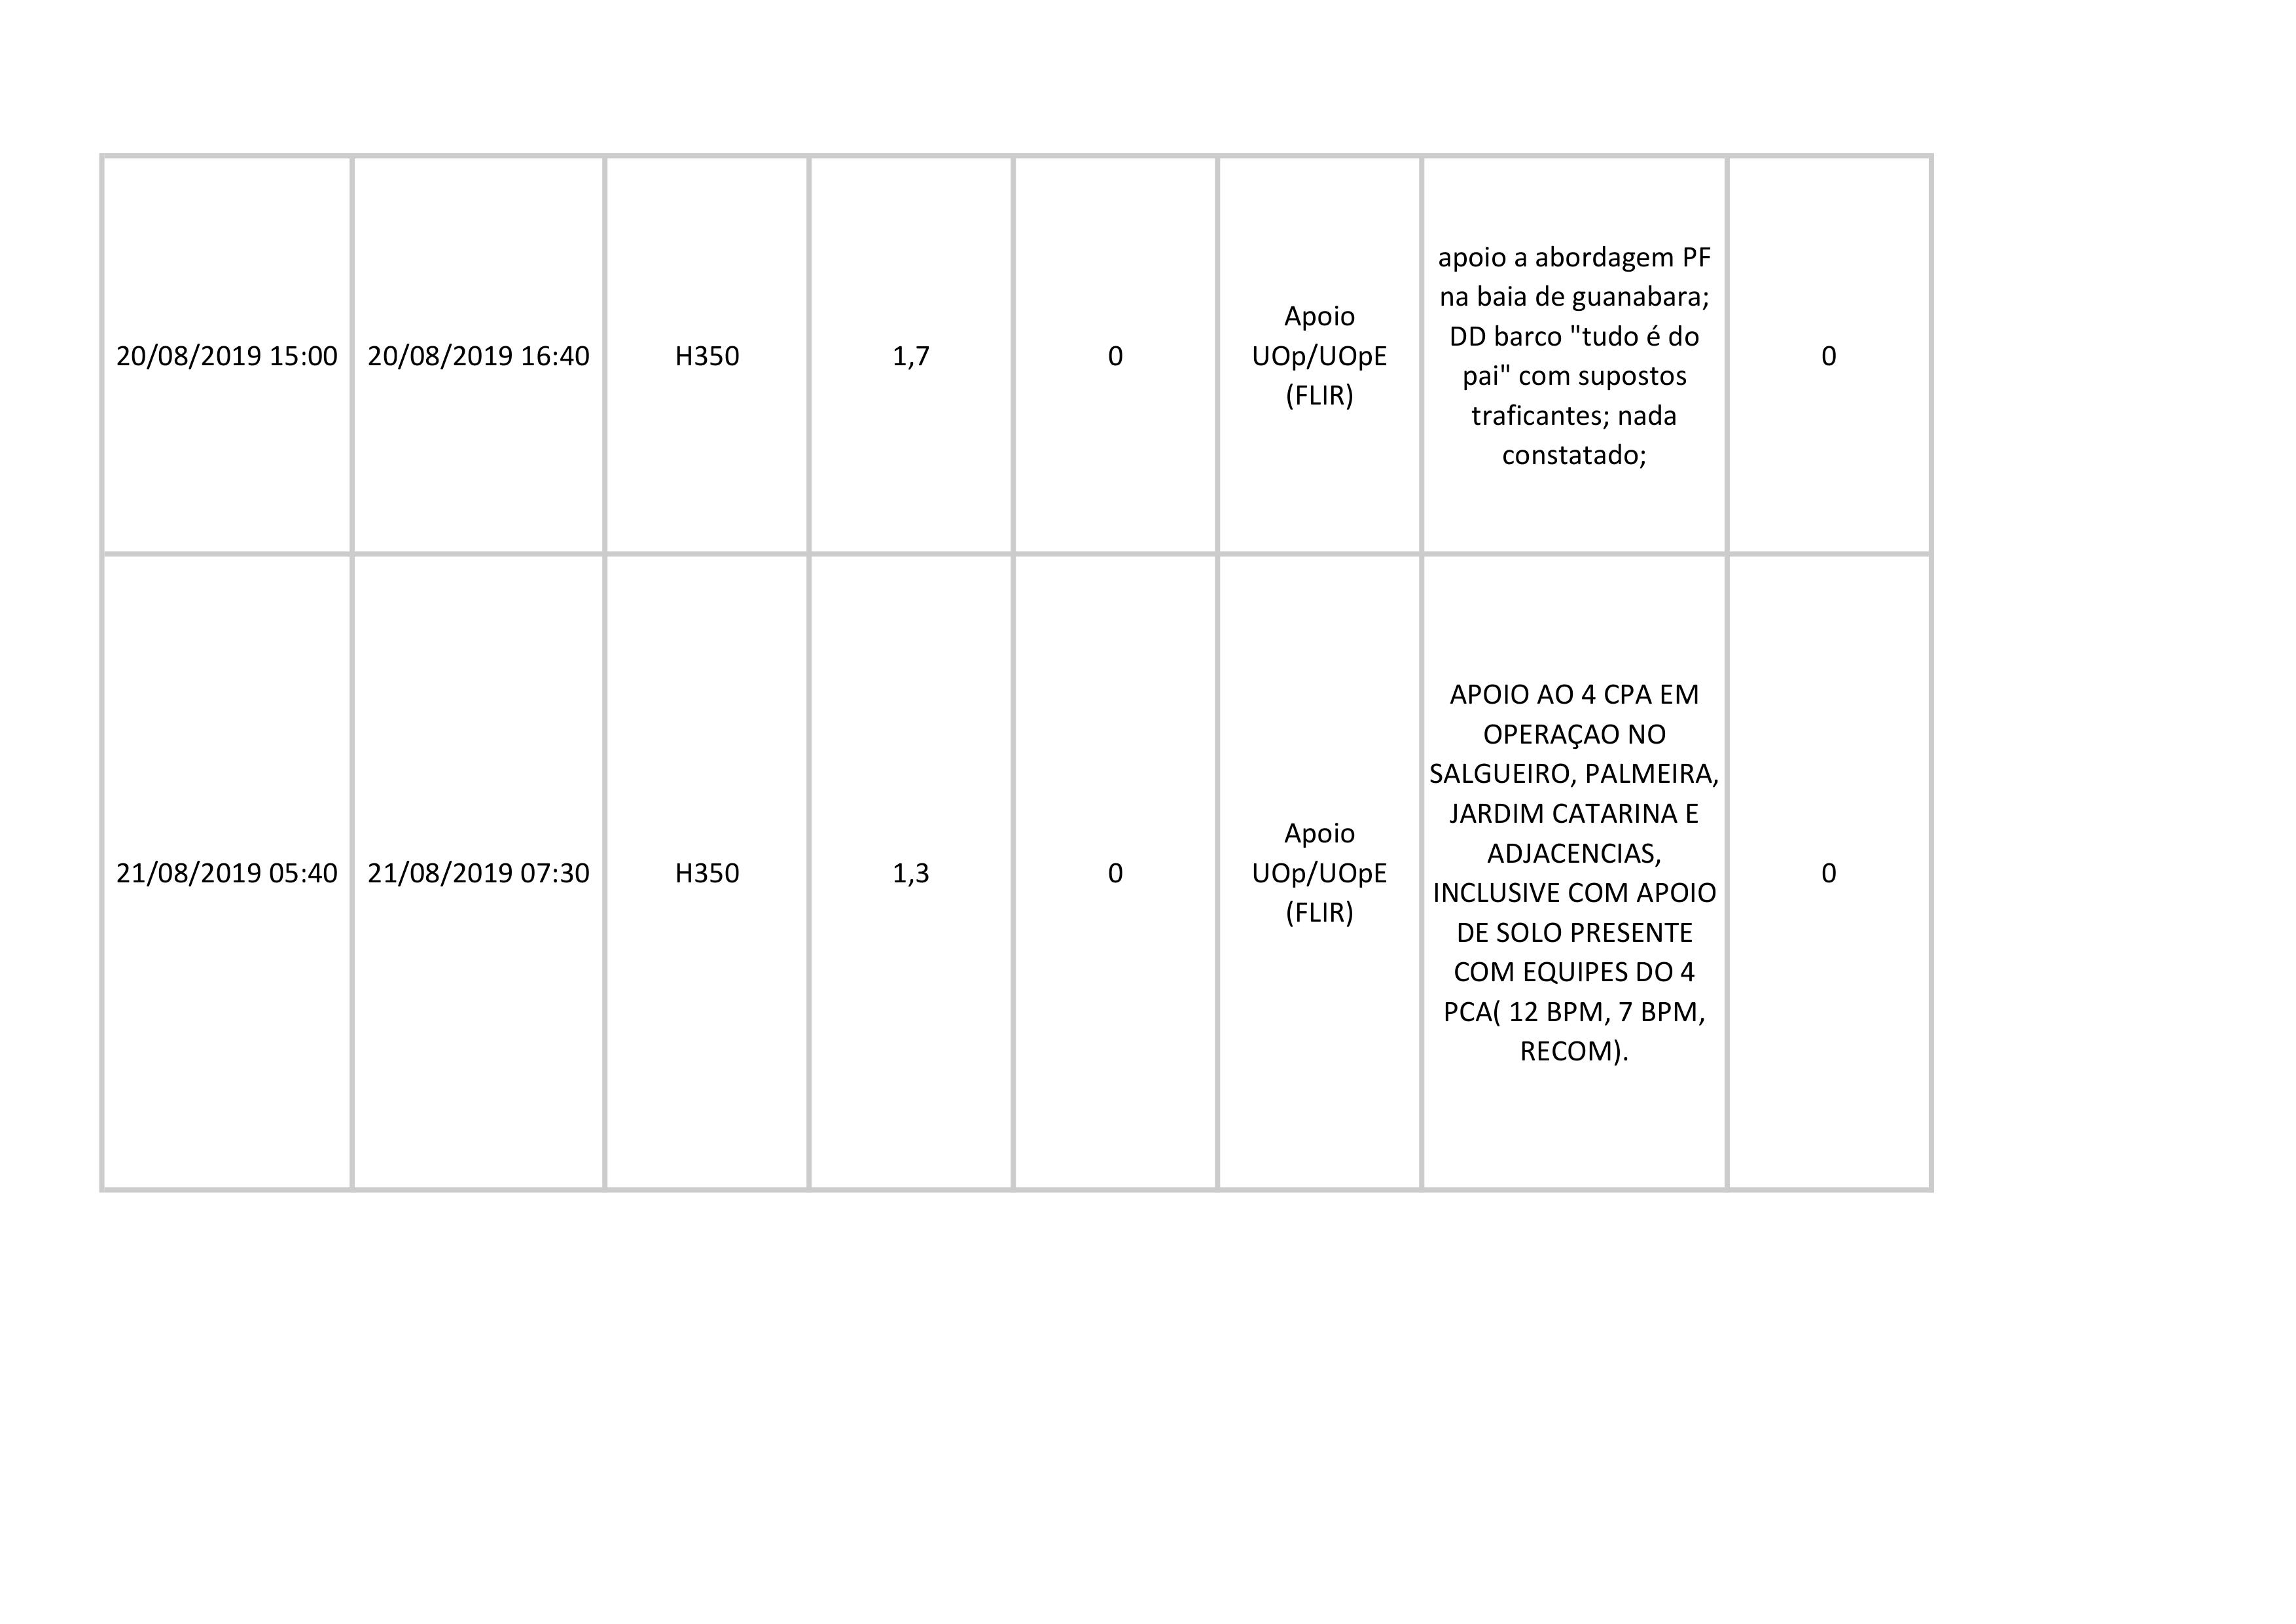 20/08/2019 15:00
20/08/2019 16:40
H350
1,7
0
Apoio
UOp/UOpE
(FLIR)
apoio a abordagem PF
na baia de guanabara;
DD barco "tudo é do
pai" com supostos
traficantes; nada
constatado;
0
21/08/2019 05:40
21/08/2019 07:30
H350
1,3
0
Apoio
UOp/UOpE
(FLIR)
APOIO AO 4 CPA EM
OPERAÇAO NO
SALGUEIRO, PALMEIRA,
JARDIM CATARINA E
ADJACENCIAS,
INCLUSIVE COM APOIO
DE SOLO PRESENTE
COM EQUIPES DO 4
PCA( 12 BPM, 7 BPM,
RECOM).
0